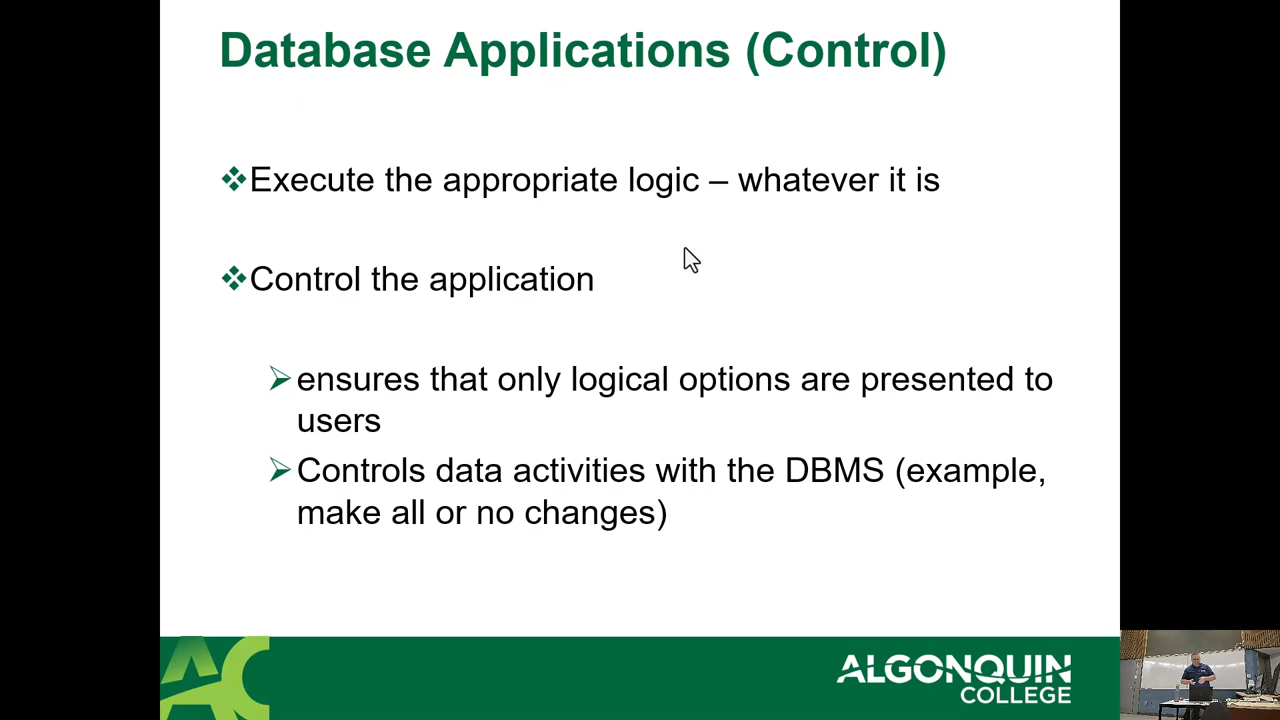 Database Applications (Control)
❖Execute the appropriate logic – whatever it is
❖Control the application
➢ensures that only logical options are presented to
users
➢Controls data activities with the DBMS (example,
make all or no changes)
AC
ALGONQUIN
COLLEGE